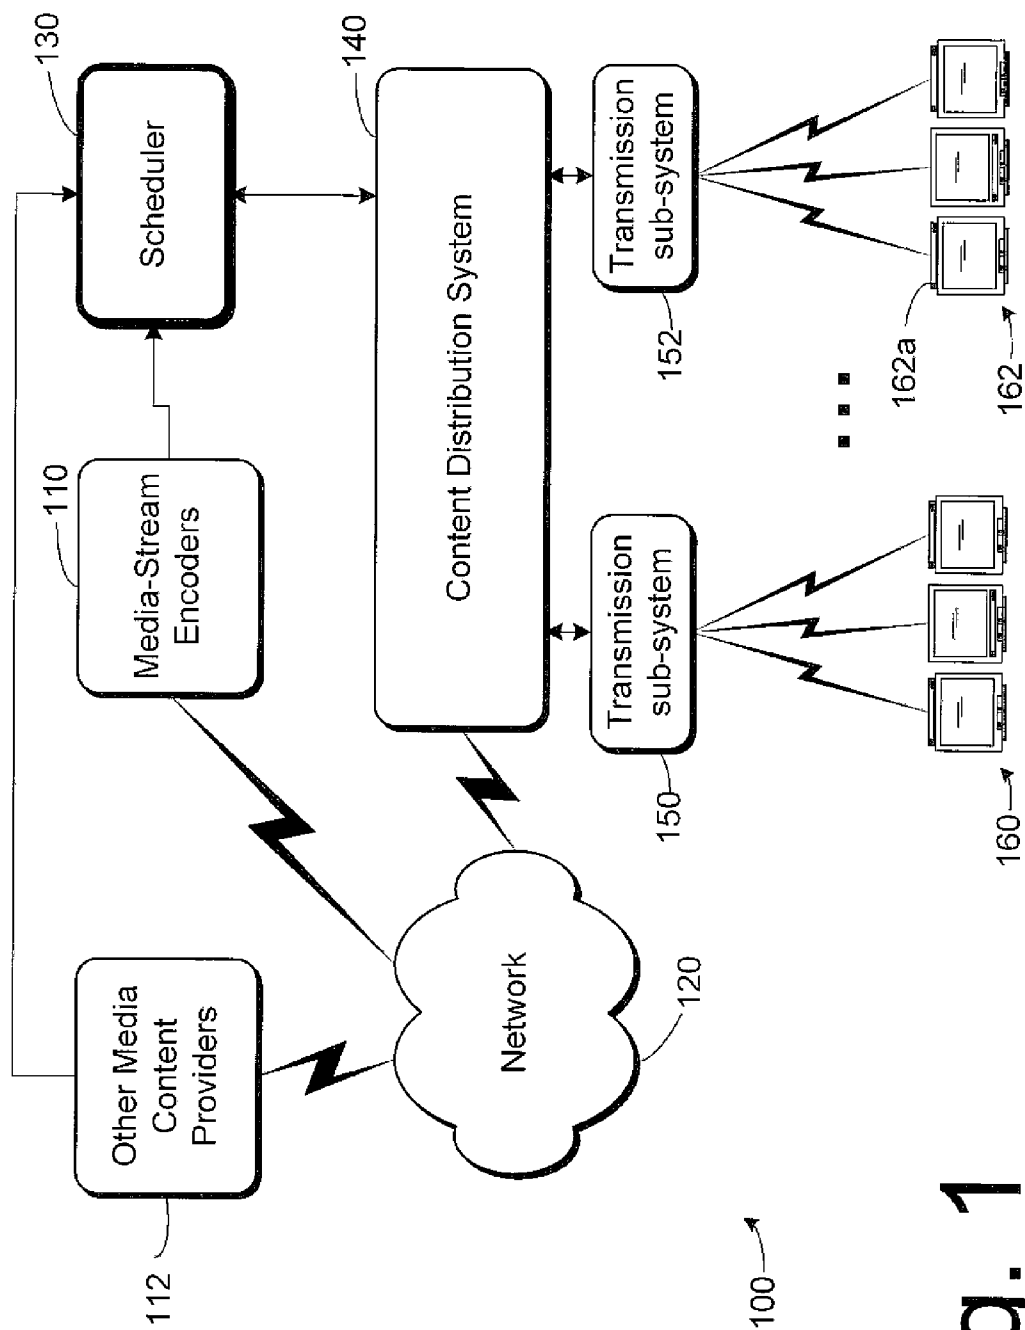 112
Other Media
Content
Providers
110
Media-Stream
Encoders
130
Scheduler
Network
120
140
Content Distribution System
150
Transmission
sub-system
152
Transmission
sub-system
160
162a
162
100
g. 1